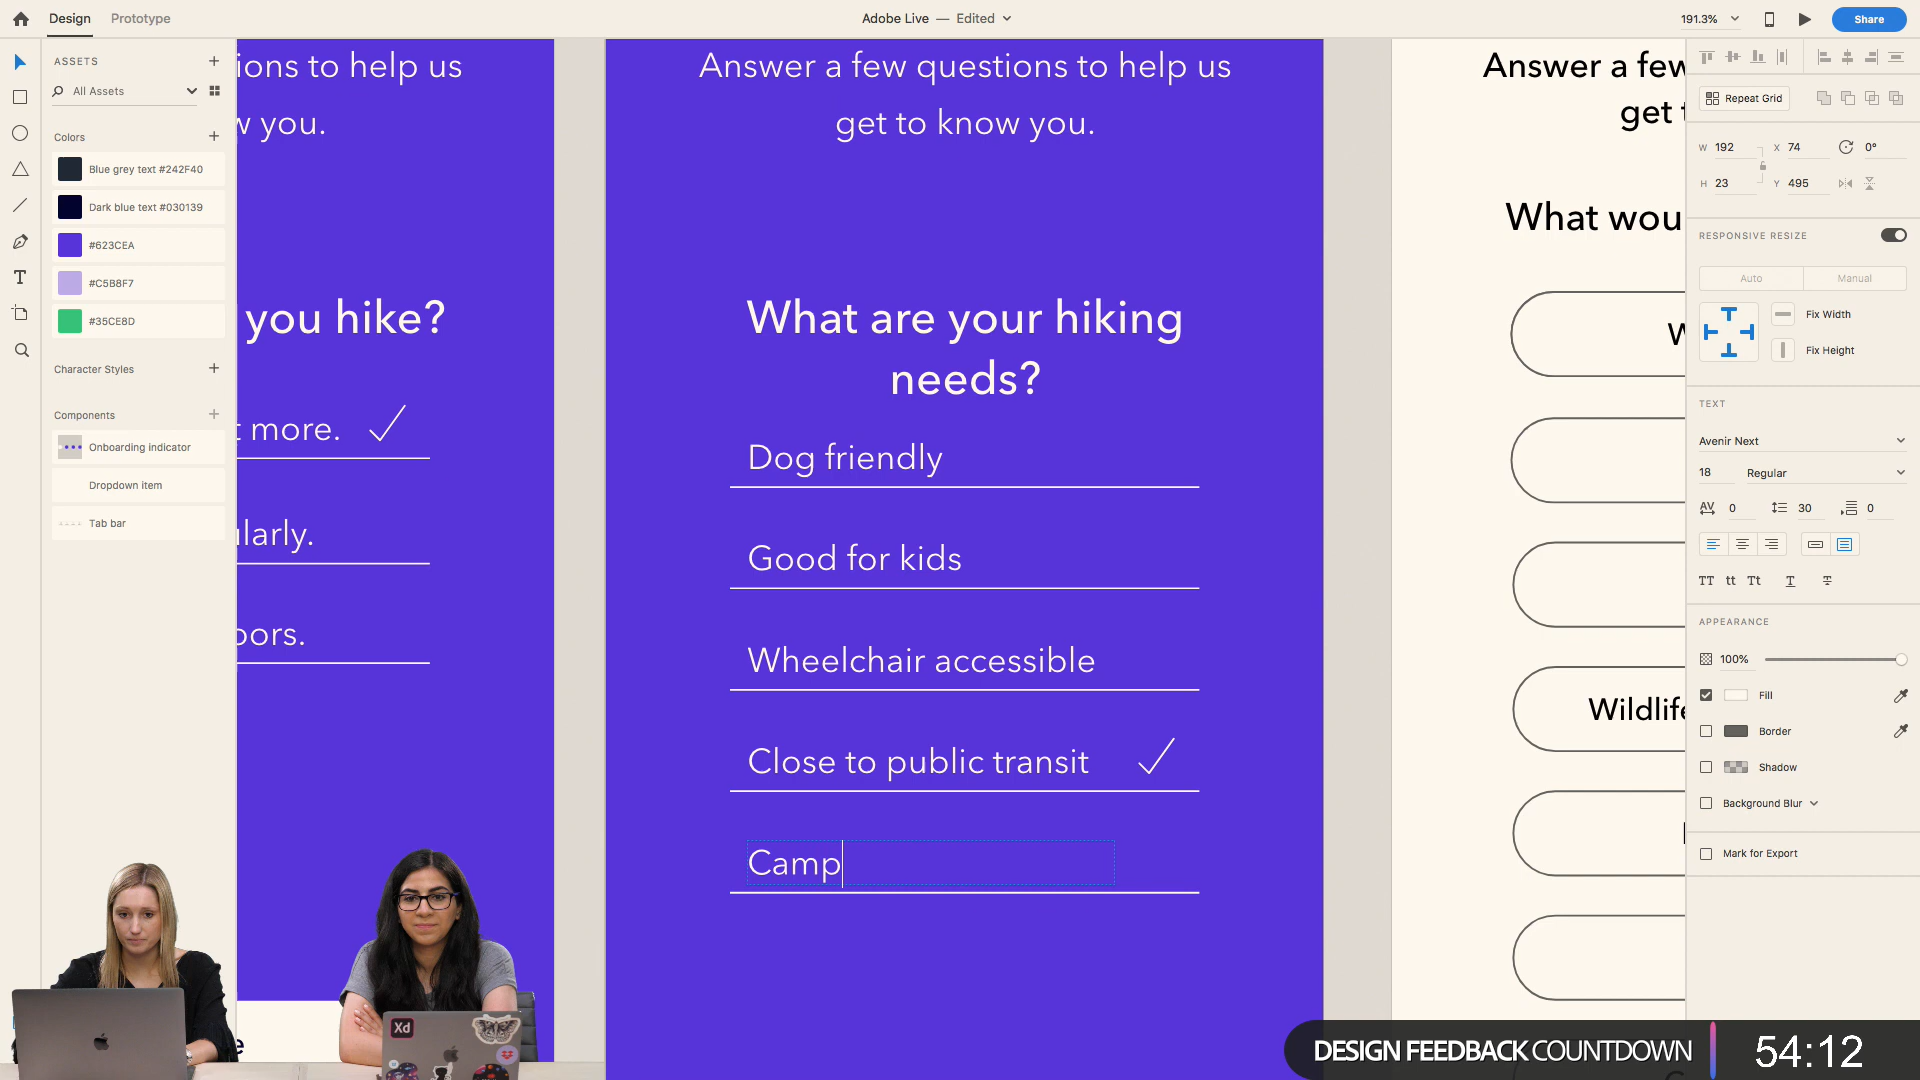 Design
Prototype
Adobe Live — Edited
191.3%
Share
ASSETS
All Assets
Colors
Blue grey text #242F40
Dark blue text #030139
#623CEA
#C5B8F7
#35CE8D
Character Styles
Components
Onboarding indicator
Dropdown item
Tab bar
ions to help us
w you.
you hike?
t more.
ularly.
oors.
Answer a few questions to help us
get to know you.
What are your hiking
needs?
Dog friendly
Good for kids
Wheelchair accessible
Close to public transit
Camp
Answer a few
get t
What wou
W
Wildlife
Repeat Grid
W 192
X 74
0°
H 23
Y 495
RESPONSIVE RESIZE
Auto
Manual
Fix Width
Fix Height
TEXT
Avenir Next
18
Regular
AV 0
30
0
TT tt Tt T T
APPEARANCE
100%
Fill
Border
Shadow
Background Blur
Mark for Export
Xd
DESIGN FEEDBACK COUNTDOWN
54:12